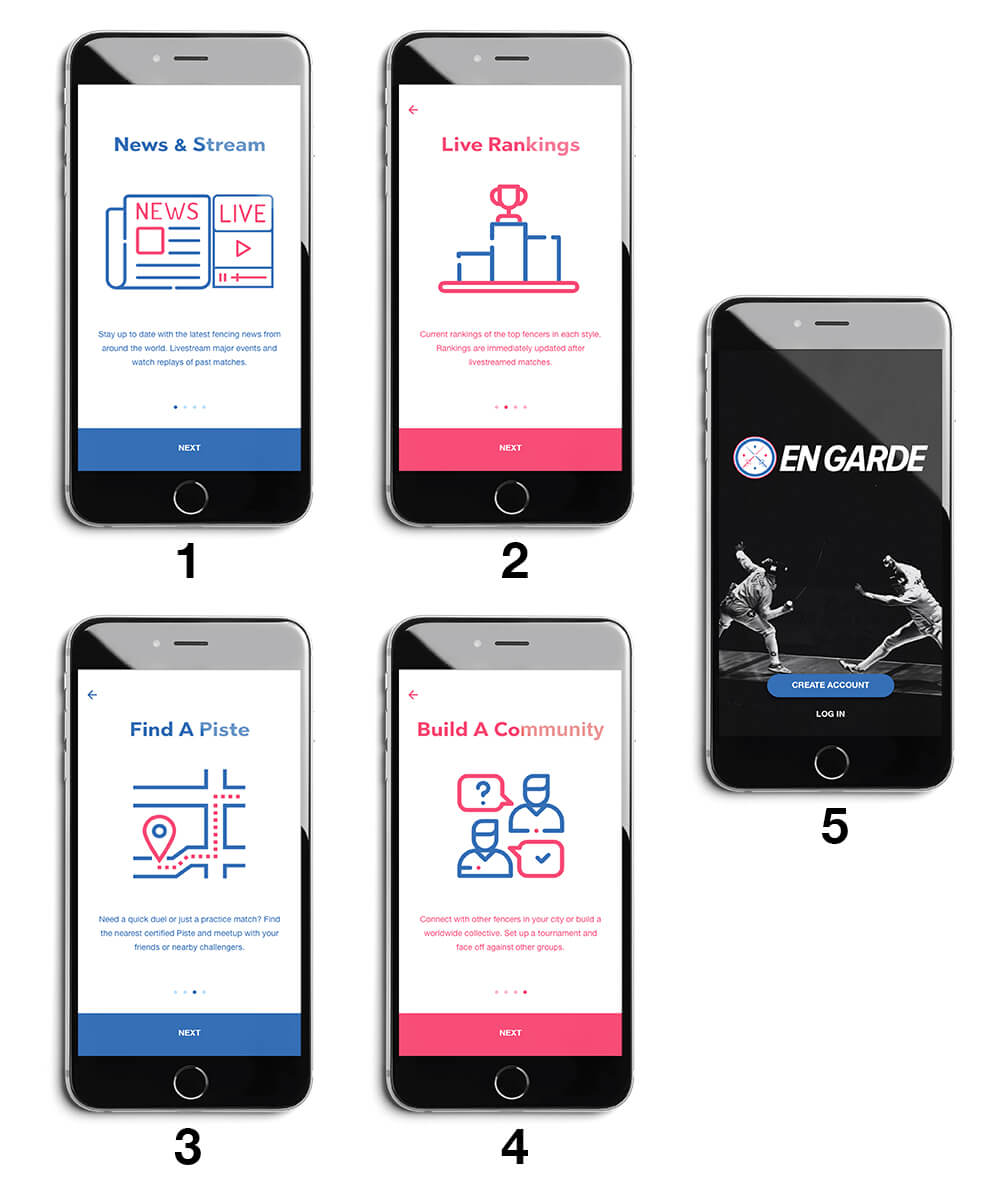 News & Stream
NEWS
LIVE
Stay up to date with the latest fencing news from
around the world. Livestream major events and
watch replays of past matches.
NEXT
1
Live Rankings
Current rankings of the top fencers in each style.
Rankings are immediately updated after
livestreamed matches.
NEXT
2
Find A Piste
Need a quick duel or just a practice match? Find
the nearest certified Piste and meetup with your
friends or nearby challengers.
NEXT
3
Build A Community
?
Connect with other fencers in your city or build a
worldwide collective. Set up a tournament and
face off against other groups.
NEXT
4
EN GARDE
CREATE ACCOUNT
LOG IN
5